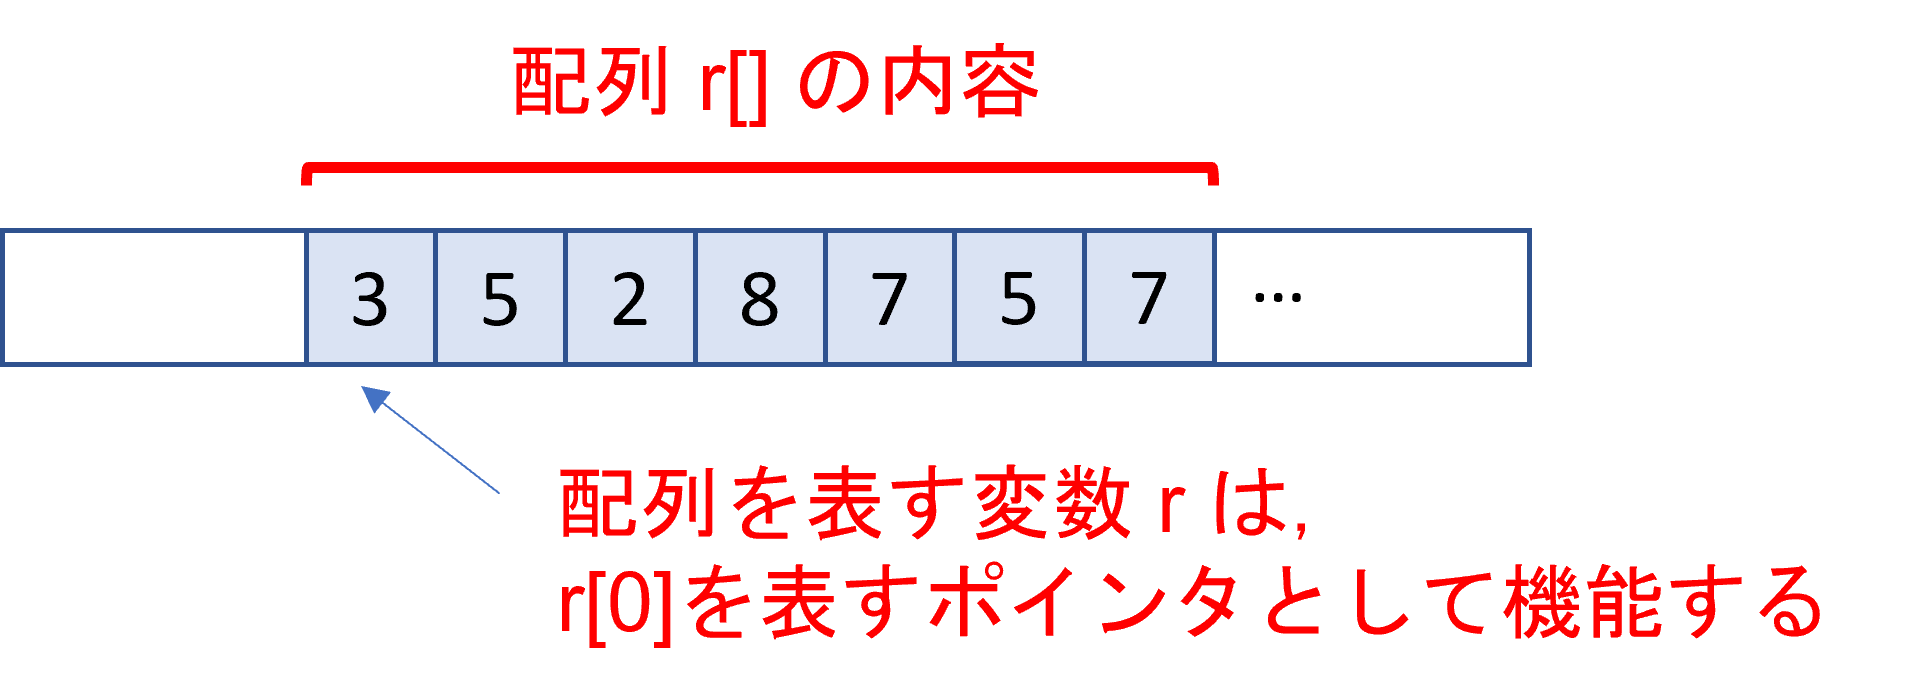 配列 r[] の内容
3 5 2 8 7 5 7 …
配列を表す変数 r は,
r[0]を表すポインタとして機能する